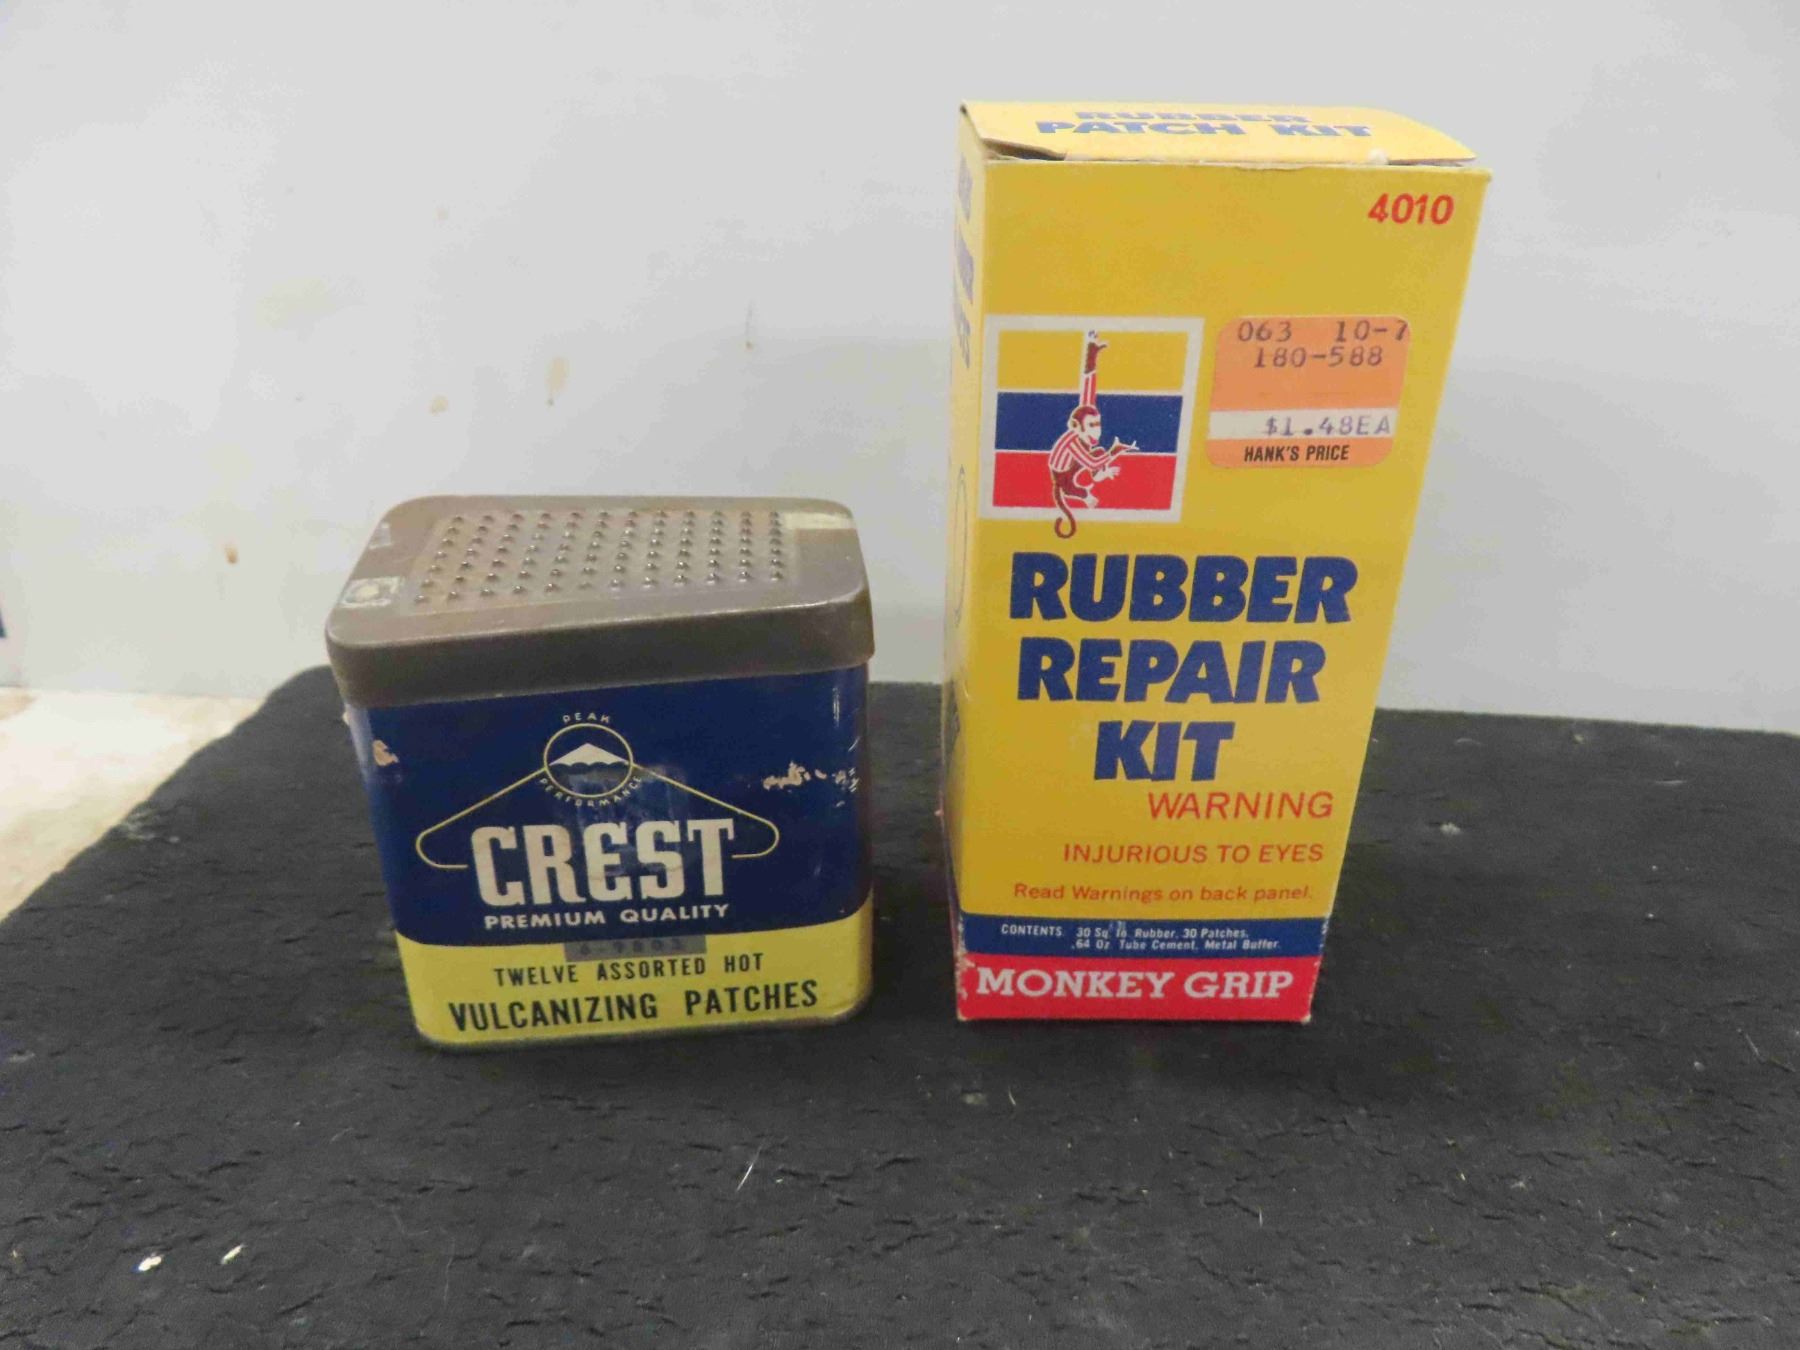 PEAK
PERFORMANCE
CREST
PREMIUM QUALITY
6-9803
TWELVE ASSORTED HOT
VULCANIZING PATCHES
RUBBER
PATCH KIT
4010
063 10-7
180-588
$1.48EA
HANK'S PRICE
RUBBER
REPAIR
KIT
WARNING
INJURIOUS TO EYES
Read Warnings on back panel.
CONTENTS 30 Sq. In. Rubber, 30 Patches,
.64 Oz Tube Cement, Metal Buffer.
MONKEY GRIP